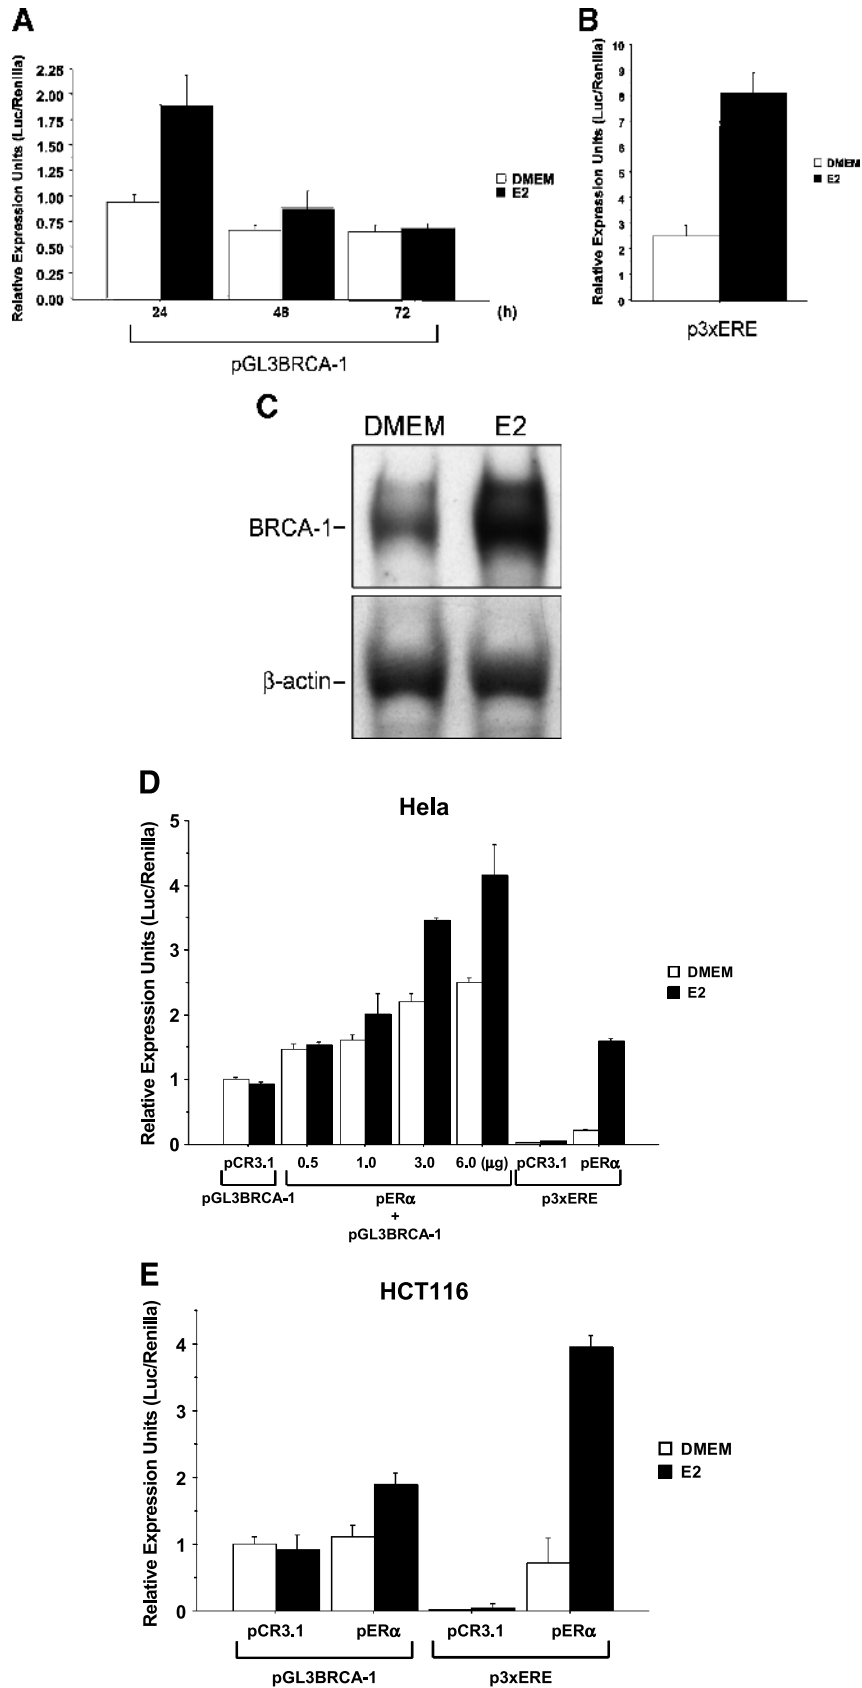 A
Relative Expression Units (Luc/Renilla)
2.25
2.00
1.75
1.50
1.25
1.00
0.75
0.50
0.25
0.00
24
48
72
(h)
pGL3BRCA-1
DMEM
E2
B
Relative Expression Units (Luc/Renilla)
10
9
8
7
6
5
4
3
2
1
0
p3xERE
DMEM
E2
C
DMEM E2
BRCA-1
β-actin
D
Hela
Relative Expression Units (Luc/Renilla)
5
4
3
2
1
0
DMEM
E2
pCR3.1 0.5 1.0 3.0 6.0 (µg) pCR3.1 pERα
pGL3BRCA-1 pERα p3xERE
+
pGL3BRCA-1
E
HCT116
Relative Expression Units (Luc/Renilla)
4
3
2
1
0
DMEM
E2
pCR3.1 pERα pCR3.1 pERα
pGL3BRCA-1 p3xERE